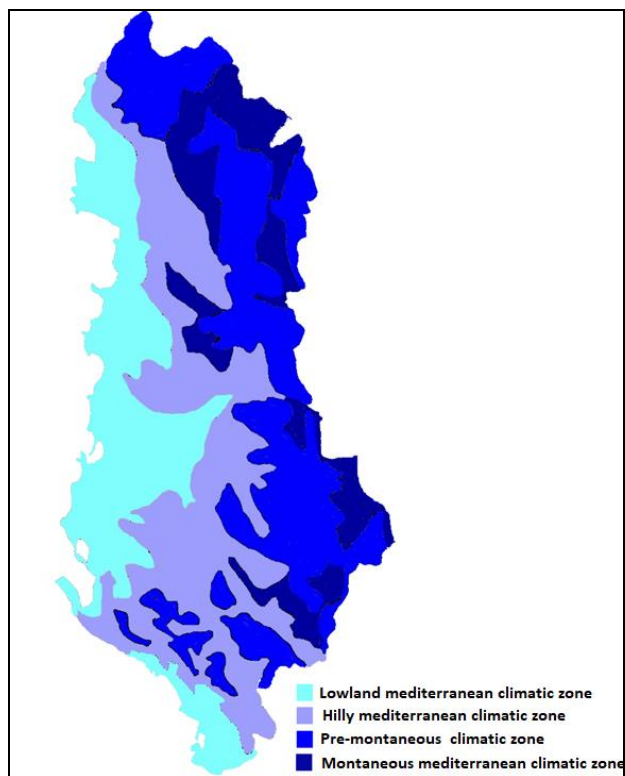 Lowland mediterranean climatic zone
Hilly mediterranean climatic zone
Pre-montaneous climatic zone
Montaneous mediterranean climatic zone